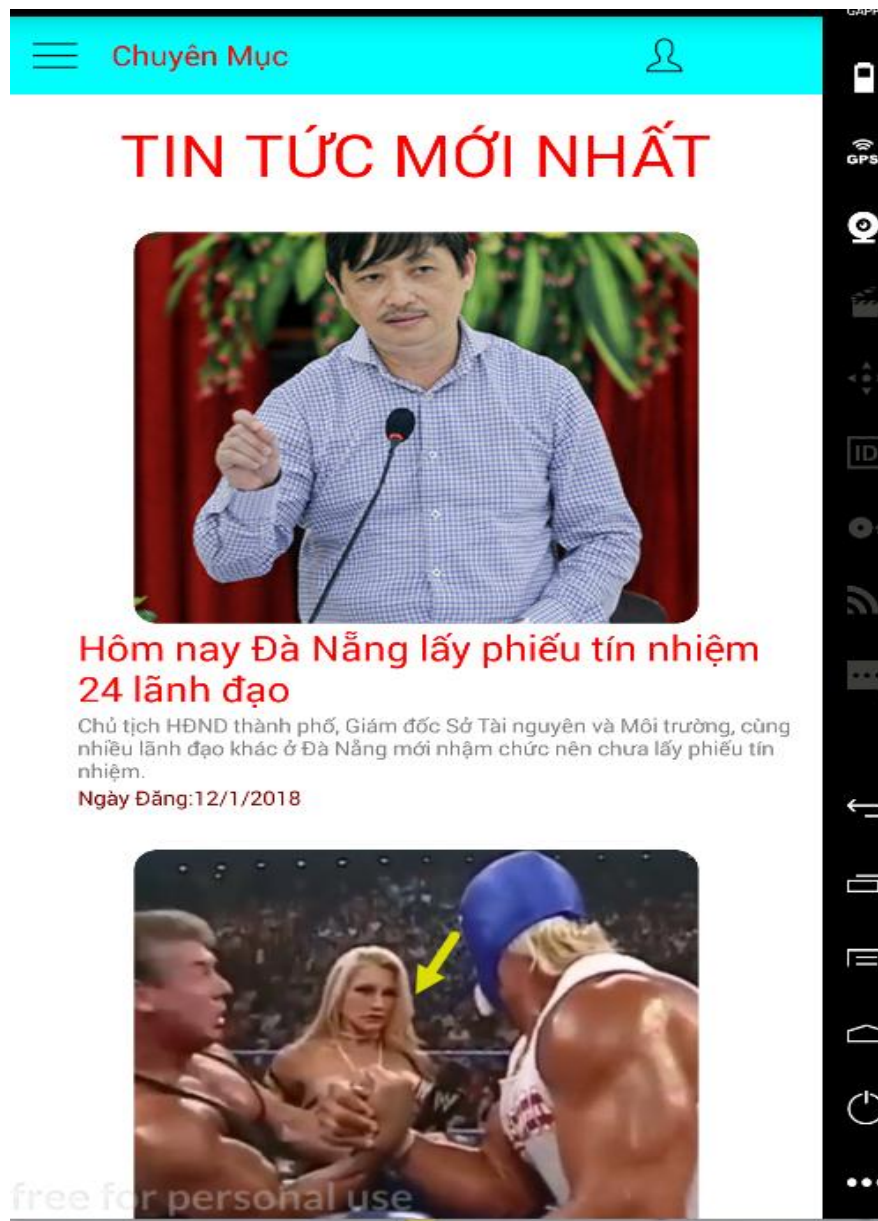 GAPP
Chuyên Mục
TIN TỨC MỚI NHẤT
GPS
ID
Hôm nay Đà Nẵng lấy phiếu tín nhiệm
24 lãnh đạo
Chủ tịch HĐND thành phố, Giám đốc Sở Tài nguyên và Môi trường, cùng
nhiều lãnh đạo khác ở Đà Nẵng mới nhậm chức nên chưa lấy phiếu tín
nhiệm.
Ngày Đăng:12/1/2018
free for personal use